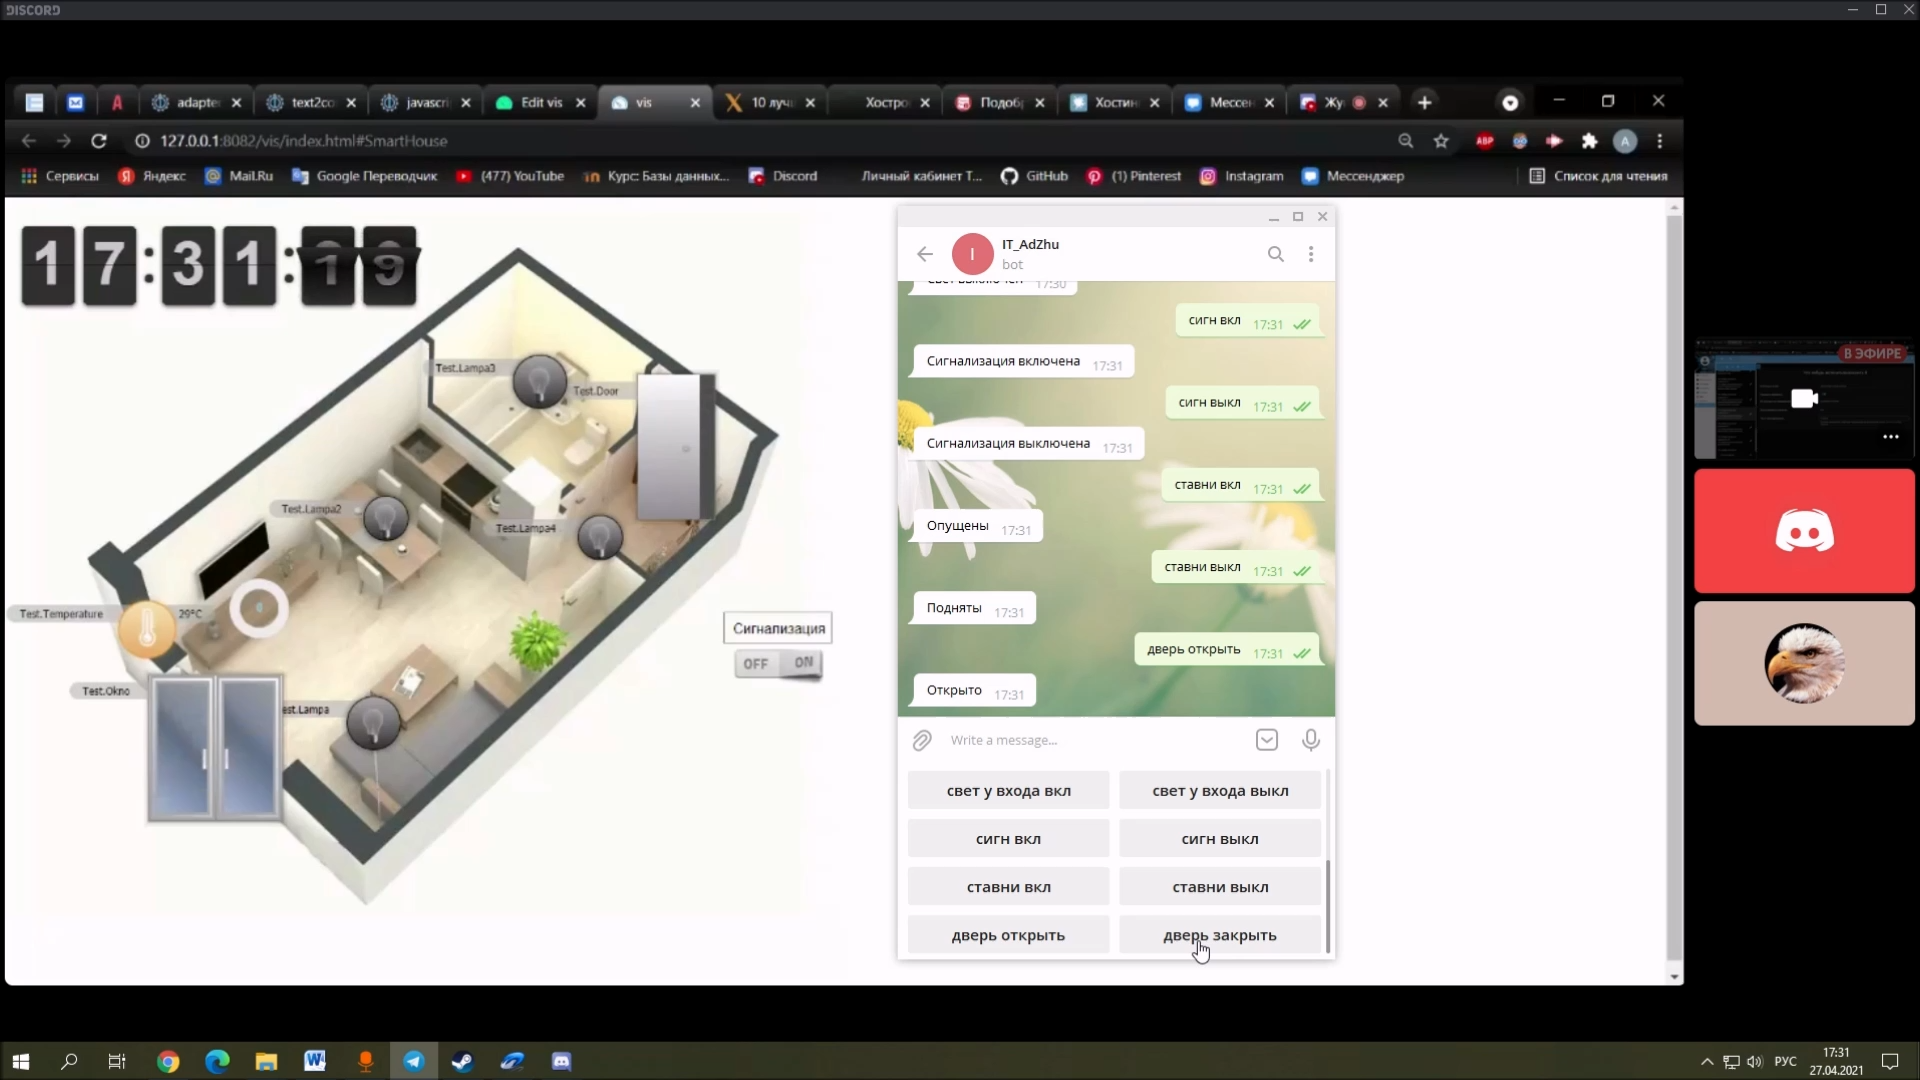 DISCORD
adapte
text2co
javascri
Edit vis
vis
10 луч
Хостро
Подоб
Хостин
Мессен
Жу
127.0.0.1:8082/vis/index.html#SmartHouse
ABP
A
Сервисы
Яндекс
Mail.Ru
Google Переводчик
(477) YouTube
Курс: Базы данных...
Discord
Личный кабинет Т...
GitHub
(1) Pinterest
Instagram
Мессенджер
Список для чтения
17:31:19
Test.Lampa3
Test.Door
Test.Lampa2
Test.Lampa4
Test.Temperature
29°C
Test.Okno
est.Lampa
Сигнализация
OFF ON
I
IT_AdZhu
bot
Свет выключен 17:30
сигн вкл 17:31
Сигнализация включена 17:31
сигн выкл 17:31
Сигнализация выключена 17:31
ставни вкл 17:31
Опущены 17:31
ставни выкл 17:31
Подняты 17:31
дверь открыть 17:31
Открыто 17:31
Write a message...
свет у входа вкл
свет у входа выкл
сигн вкл
сигн выкл
ставни вкл
ставни выкл
дверь открыть
дверь закрыть
В ЭФИРЕ
РУС
17:31
27.04.2021